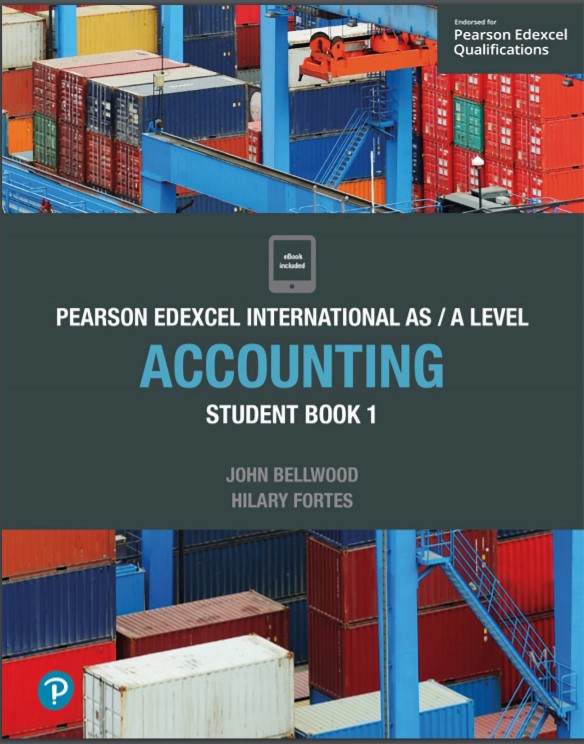 Endorsed for
Pearson Edexcel
Qualifications
eBook
included
PEARSON EDEXCEL INTERNATIONAL AS / A LEVEL
ACCOUNTING
STUDENT BOOK 1
JOHN BELLWOOD
HILARY FORTES
P